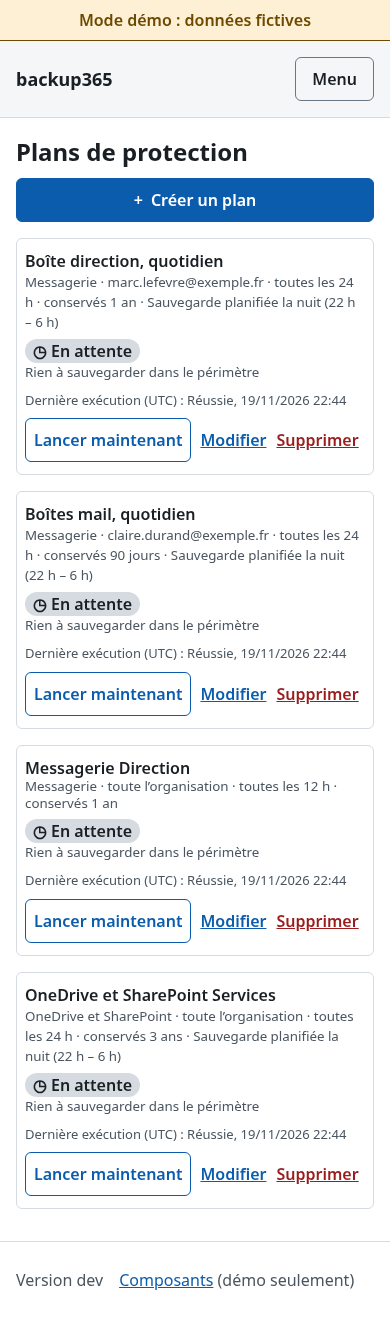 Mode démo : données fictives
backup365
Menu
Plans de protection
+ Créer un plan
Boîte direction, quotidien
Messagerie · marc.lefevre@exemple.fr · toutes les 24
h · conservés 1 an · Sauvegarde planifiée la nuit (22 h
– 6 h)
◷ En attente
Rien à sauvegarder dans le périmètre
Dernière exécution (UTC) : Réussie, 19/11/2026 22:44
Lancer maintenant Modifier Supprimer
Boîtes mail, quotidien
Messagerie · claire.durand@exemple.fr · toutes les 24
h · conservés 90 jours · Sauvegarde planifiée la nuit
(22 h – 6 h)
◷ En attente
Rien à sauvegarder dans le périmètre
Dernière exécution (UTC) : Réussie, 19/11/2026 22:44
Lancer maintenant Modifier Supprimer
Messagerie Direction
Messagerie · toute l’organisation · toutes les 12 h ·
conservés 1 an
◷ En attente
Rien à sauvegarder dans le périmètre
Dernière exécution (UTC) : Réussie, 19/11/2026 22:44
Lancer maintenant Modifier Supprimer
OneDrive et SharePoint Services
OneDrive et SharePoint · toute l’organisation · toutes
les 24 h · conservés 3 ans · Sauvegarde planifiée la
nuit (22 h – 6 h)
◷ En attente
Rien à sauvegarder dans le périmètre
Dernière exécution (UTC) : Réussie, 19/11/2026 22:44
Lancer maintenant Modifier Supprimer
Version dev Composants (démo seulement)